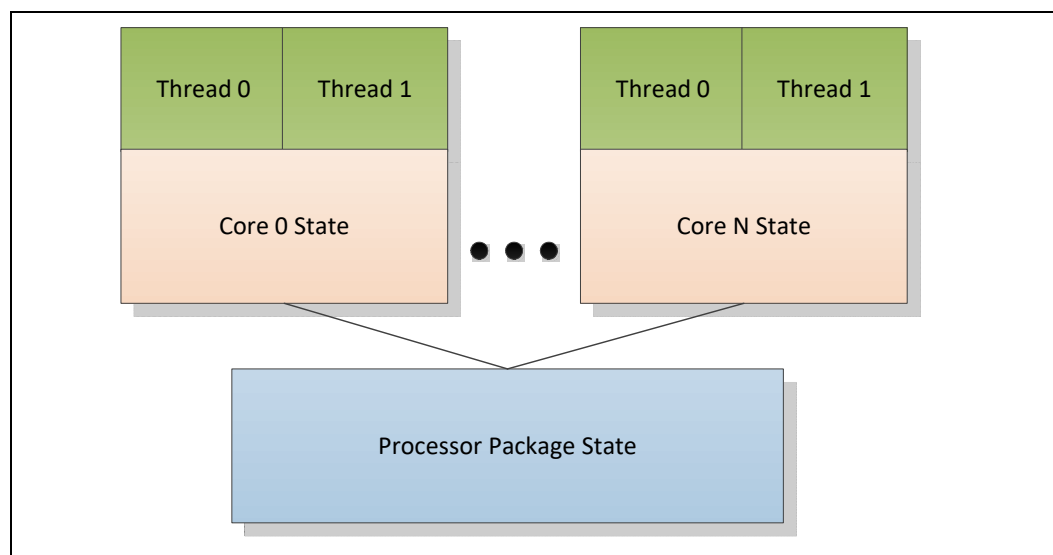 Thread 0
Thread 1
Thread 0
Thread 1
Core 0 State
Core N State
Processor Package State